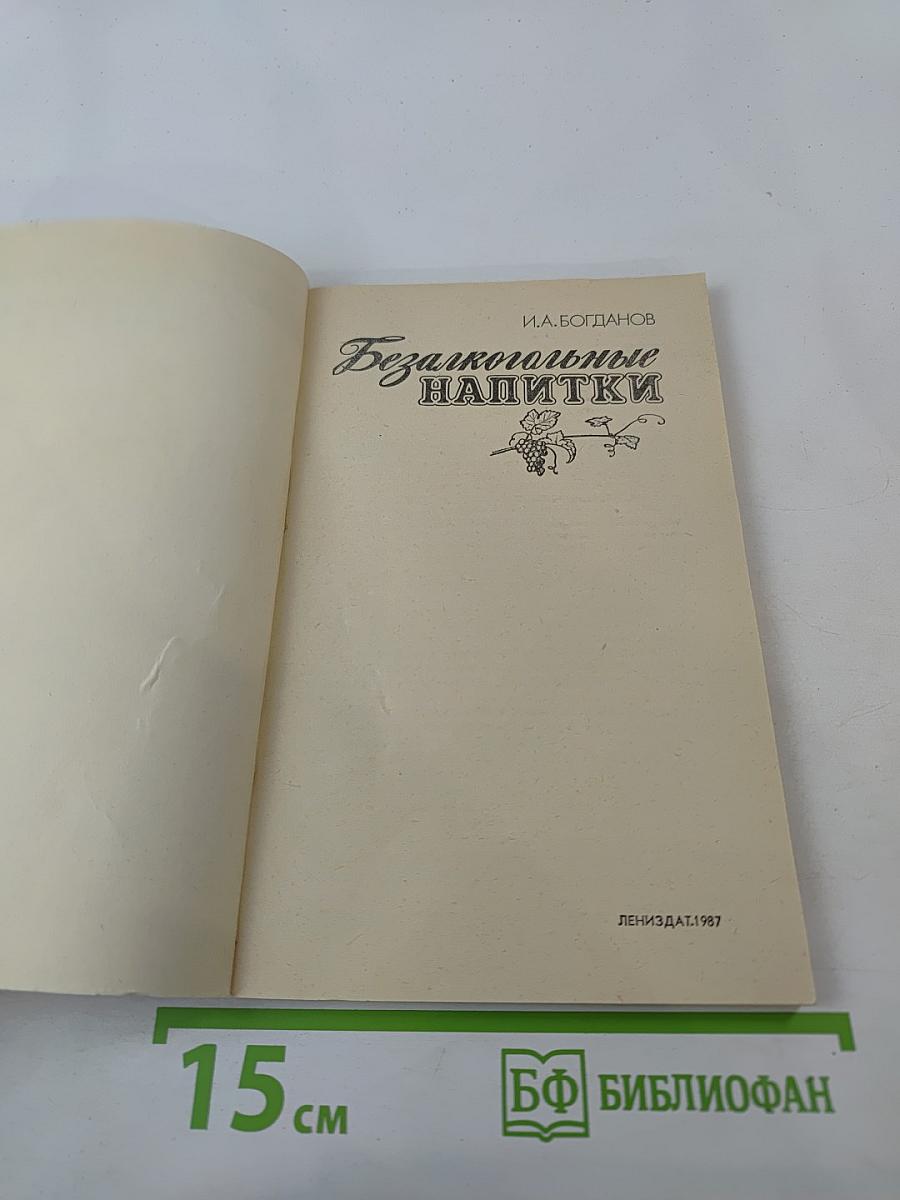 И.А.БОГДАНОВ
Безалкогольные
НАПИТКИ
ЛЕНИЗДАТ.1987
15 см
БФ БИБЛИОФАН